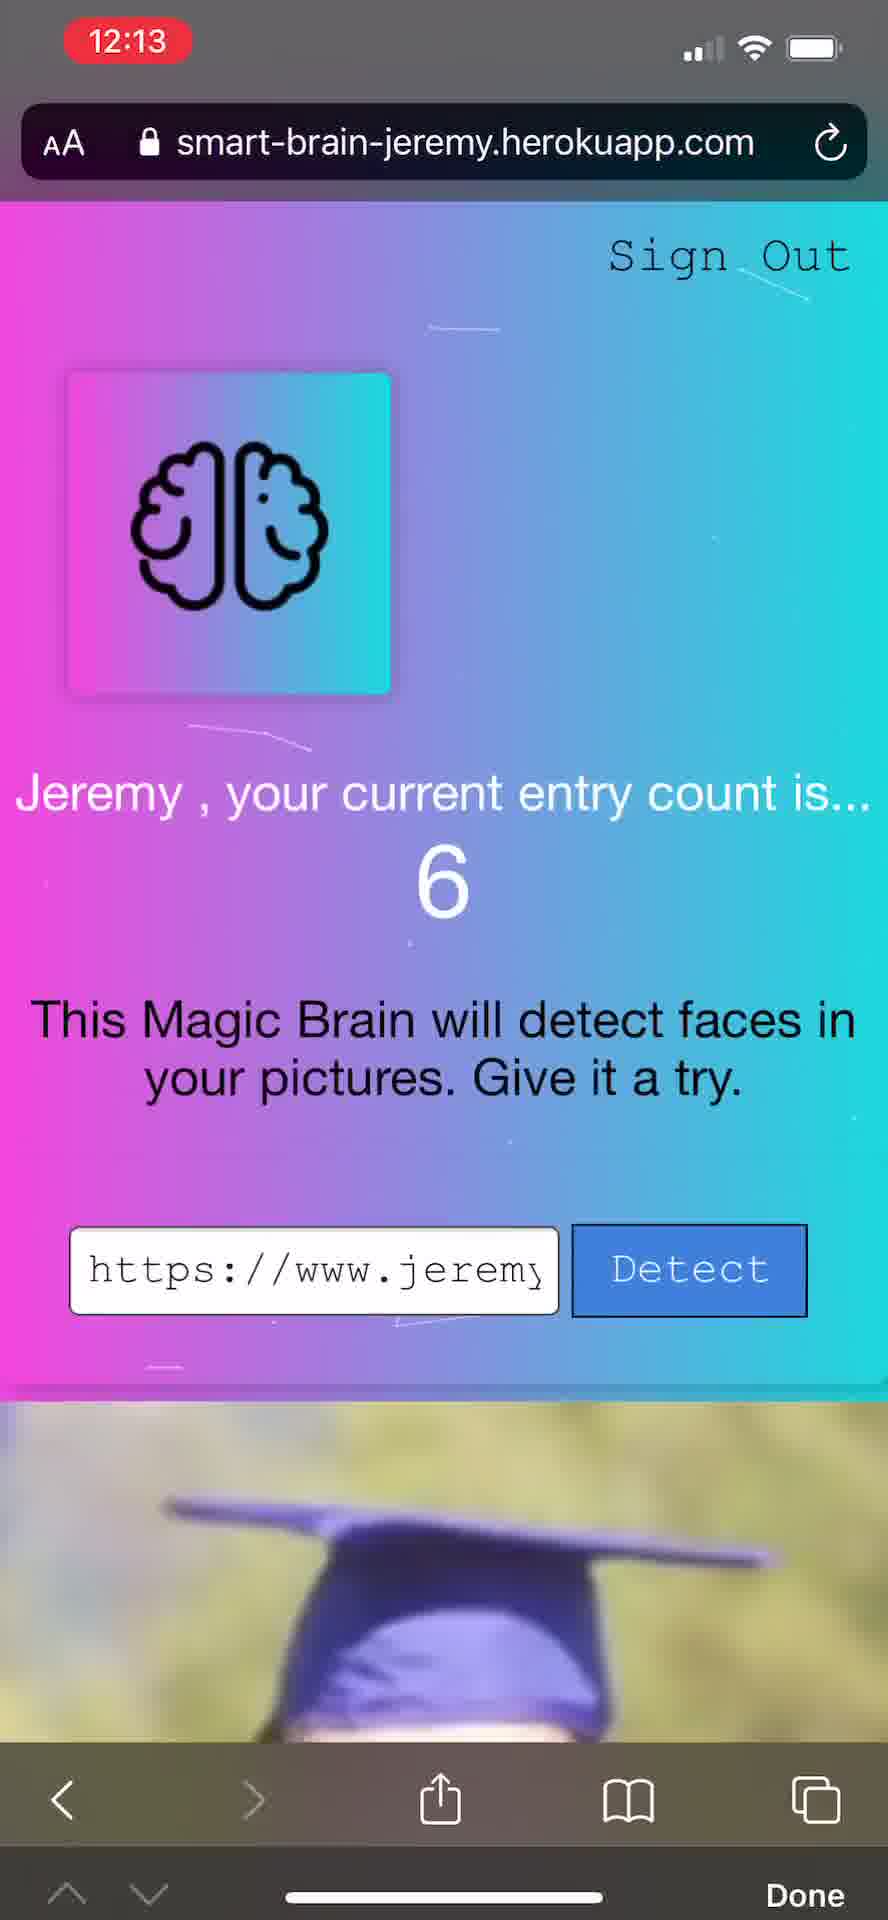 12:13
AA smart-brain-jeremy.herokuapp.com
Sign Out
Jeremy , your current entry count is...
6
This Magic Brain will detect faces in
your pictures. Give it a try.
https://www.jeremy Detect
Done